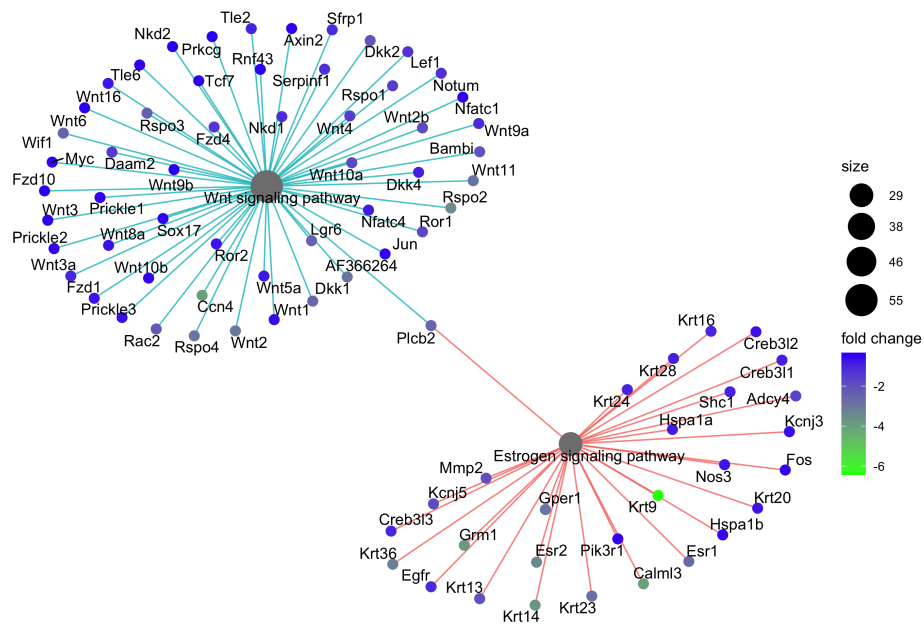 Tle2
Sfrp1
Nkd2
Prkcg
Axin2
Dkk2
Rnf43
Lef1
Tle6
Tcf7
Serpinf1
Notum
Wnt16
Rspo1
Nfatc1
Wnt6
Rspo3
Fzd4
Nkd1
Wnt4
Wnt2b
Wnt9a
Wif1
Bambi
Myc
Daam2
Wnt11
Fzd10
Wnt9b
Wnt10a
Dkk4
Wnt signaling pathway
Rspo2
Wnt3
Prickle1
Nfatc4
Ror1
Prickle2
Wnt8a
Sox17
Lgr6
Jun
Wnt3a
Wnt10b
Ror2
AF366264
Fzd1
Wnt5a
Dkk1
Prickle3
Ccn4
Wnt1
Rac2
Rspo4
Wnt2
Plcb2
Krt16
Creb3l2
Krt28
Creb3l1
Krt24
Shc1
Adcy4
Hspa1a
Kcnj3
Estrogen signaling pathway
Mmp2
Nos3
Fos
Kcnj5
Gper1
Krt9
Krt20
Creb3l3
Hspa1b
Grm1
Krt36
Esr2
Pik3r1
Esr1
Egfr
Calml3
Krt13
Krt14
Krt23
size
29
38
46
55
fold change
-2
-4
-6